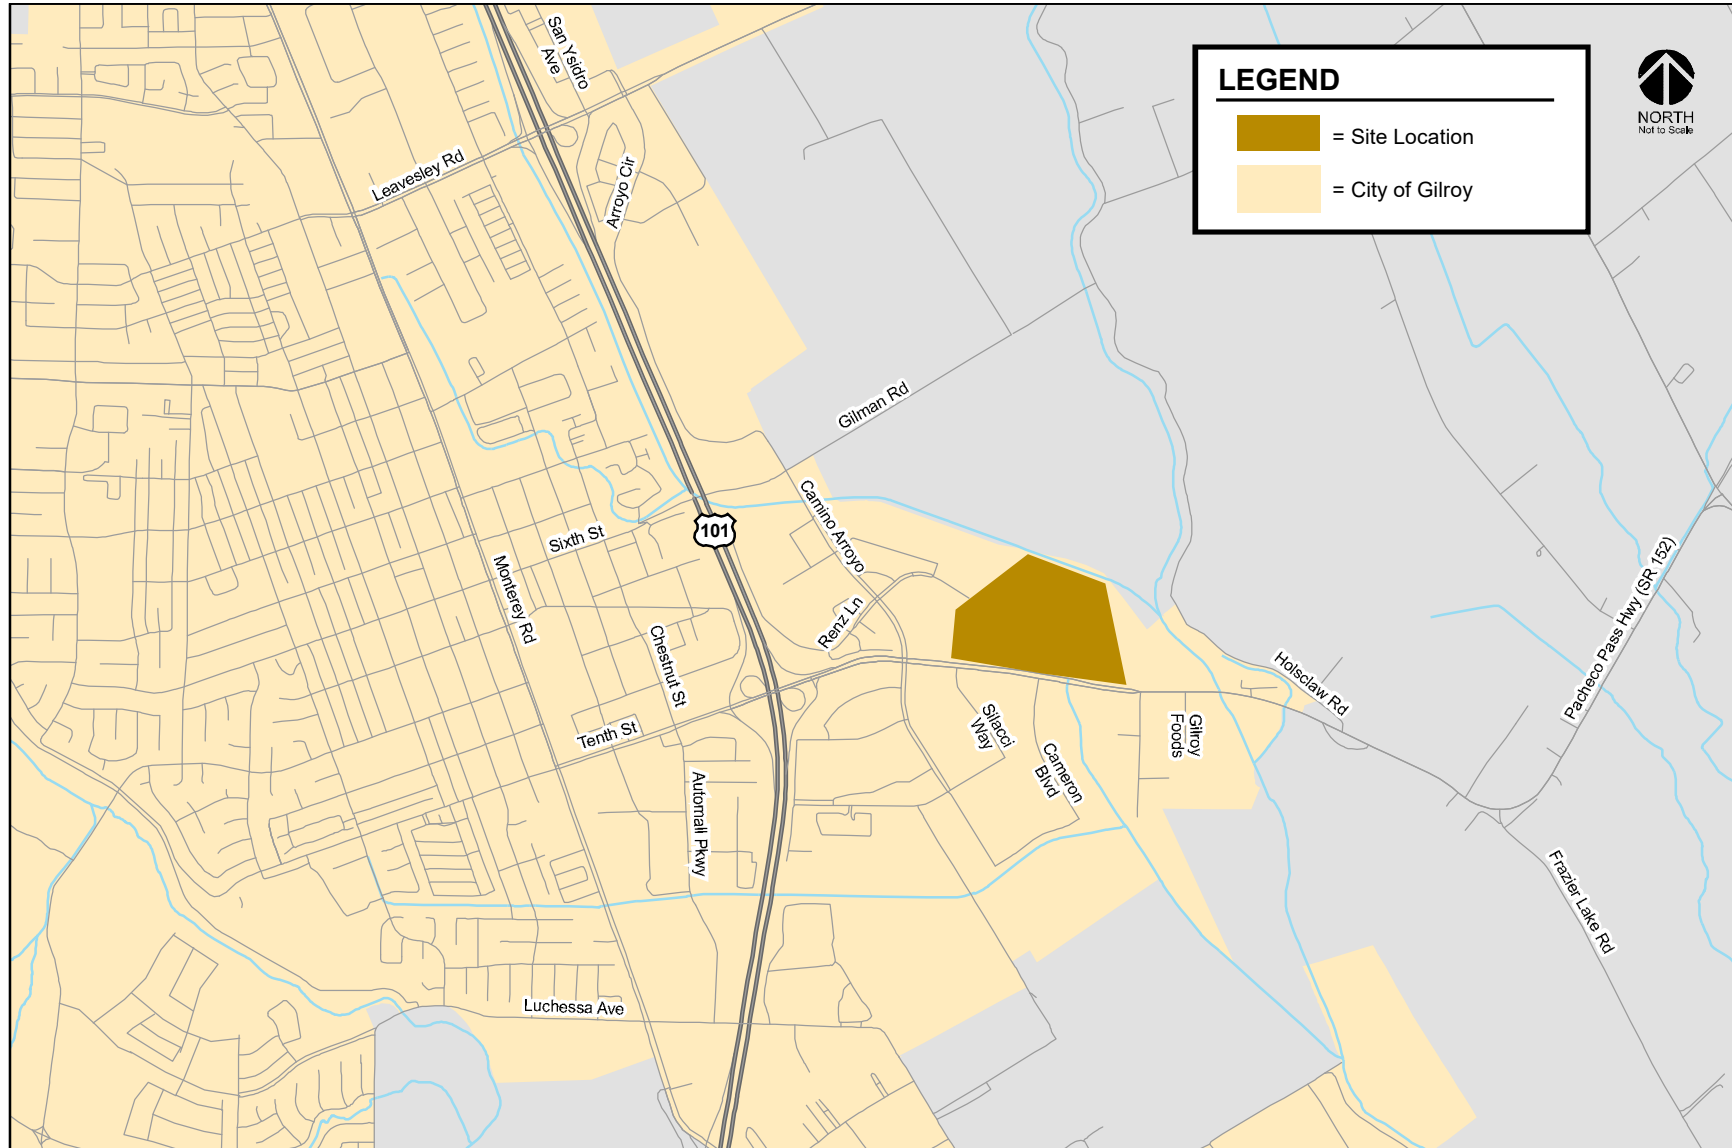 San Ysidro
Ave
LEGEND
= Site Location
= City of Gilroy
NORTH
Not to Scale
Leavesley Rd
Arroyo Cir
Gilman Rd
Camino Arroyo
101
Sixth St
Monterey Rd
Renz Ln
Chestnut St
Tenth St
Pacheco Pass Hwy (SR 152)
Holsclaw Rd
Silacci
Way
Gilroy
Foods
Cameron
Blvd
Automall Pkwy
Frazier Lake Rd
Luchessa Ave